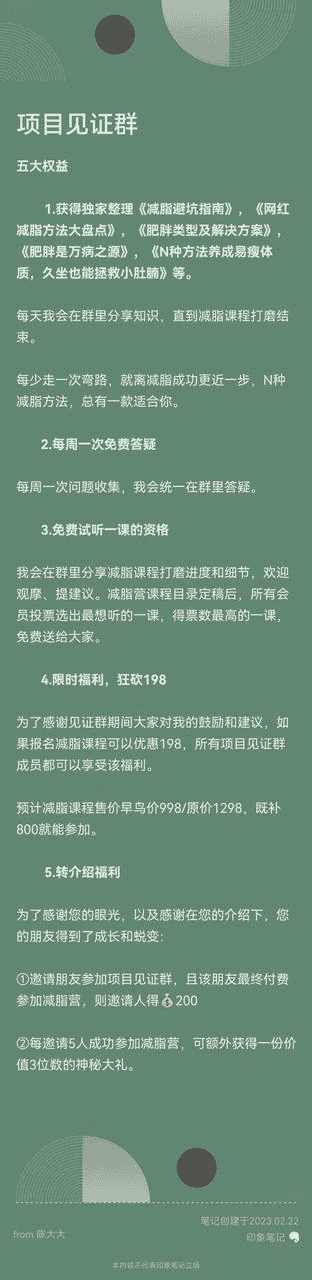 项目见证群
五大权益
1.获得独家整理《减脂避坑指南》，《网红
减脂方法大盘点》，《肥胖类型及解决方案》，
《肥胖是万病之源》，《N种方法养成易瘦体
质，久坐也能拯救小肚腩》等。
每天我会在群里分享知识，直到减脂课程打磨结
束。
每少走一次弯路，就离减脂成功更近一步，N种
减脂方法，总有一款适合你。
2.每周一次免费答疑
每周一次问题收集，我会统一在群里答疑。
3.免费试听一课的资格
我会在群里分享减脂课程打磨进度和细节，欢迎
观摩、提建议。减脂营课程目录定稿后，所有会
员投票选出最想听的一课，得票数最高的一课，
免费送给大家。
4.限时福利，狂砍198
为了感谢见证群期间大家对我的鼓励和建议，如
果报名减脂课程可以优惠198，所有项目见证群
成员都可以享受该福利。
预计减脂课程售价早鸟价998/原价1298，既补
800就能参加。
5.转介绍福利
为了感谢您的眼光，以及感谢在您的介绍下，您
的朋友得到了成长和蜕变：
①邀请朋友参加项目见证群，且该朋友最终付费
参加减脂营，则邀请人得💰200
②每邀请5人成功参加减脂营，可额外获得一份价
值3位数的神秘大礼。
笔记创建于2023.02.22
from 陈大大
印象笔记
本内容不代表印象笔记立场